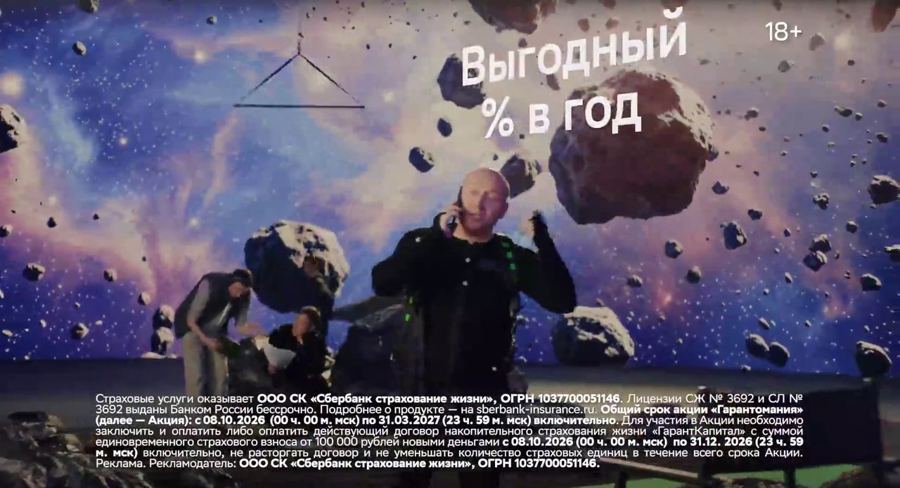 18+
Выгодный
% в год
Страховые услуги оказывает ООО СК «Сбербанк страхование жизни», ОГРН 1037700051146. Лицензии СЖ № 3692 и СЛ №
3692 выданы Банком России бессрочно. Подробнее о продукте — на sberbank-insurance.ru. Общий срок акции «Гарантомания»
(далее — Акция): с 08.10.2026 (00 ч. 00 м. мск) по 31.03.2027 (23 ч. 59 м. мск) включительно. Для участия в Акции необходимо
заключить и оплатить либо оплатить действующий договор накопительного страхования жизни «ГарантКапитал» с суммой
единовременного страхового взноса от 100 000 рублей новыми деньгами с 08.10.2026 (00 ч. 00 м. мск) по 31.12. 2026 (23 ч. 59
м. мск) включительно, не расторгать договор и не уменьшать количество страховых единиц в течение всего срока Акции.
Реклама. Рекламодатель: ООО СК «Сбербанк страхование жизни», ОГРН 1037700051146.